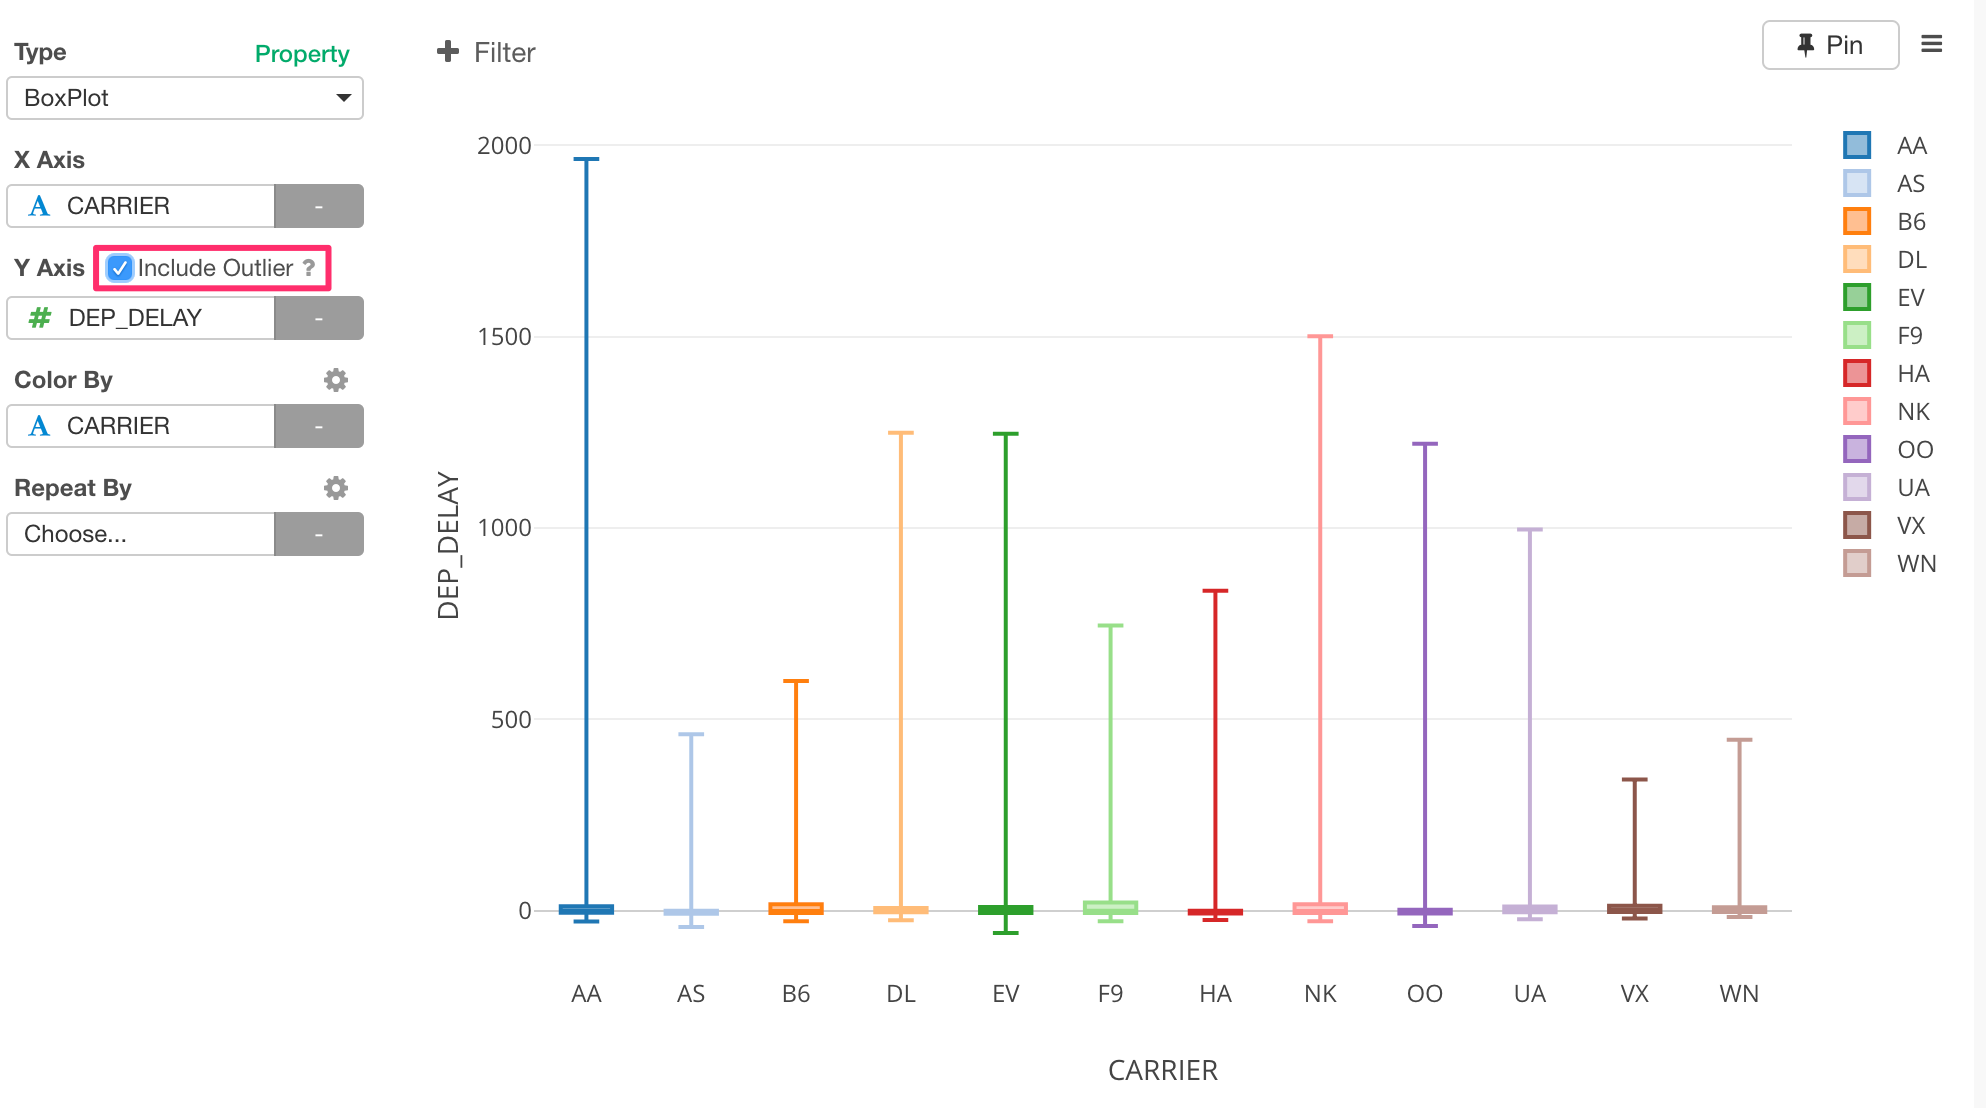 Type Property
BoxPlot
X Axis
A CARRIER -
Y Axis Include Outlier ?
# DEP_DELAY -
Color By
A CARRIER -
Repeat By
Choose... -
+ Filter
Pin
DEP_DELAY
2000
1500
1000
500
0
AA AS B6 DL EV F9 HA NK OO UA VX WN
CARRIER
AA
AS
B6
DL
EV
F9
HA
NK
OO
UA
VX
WN